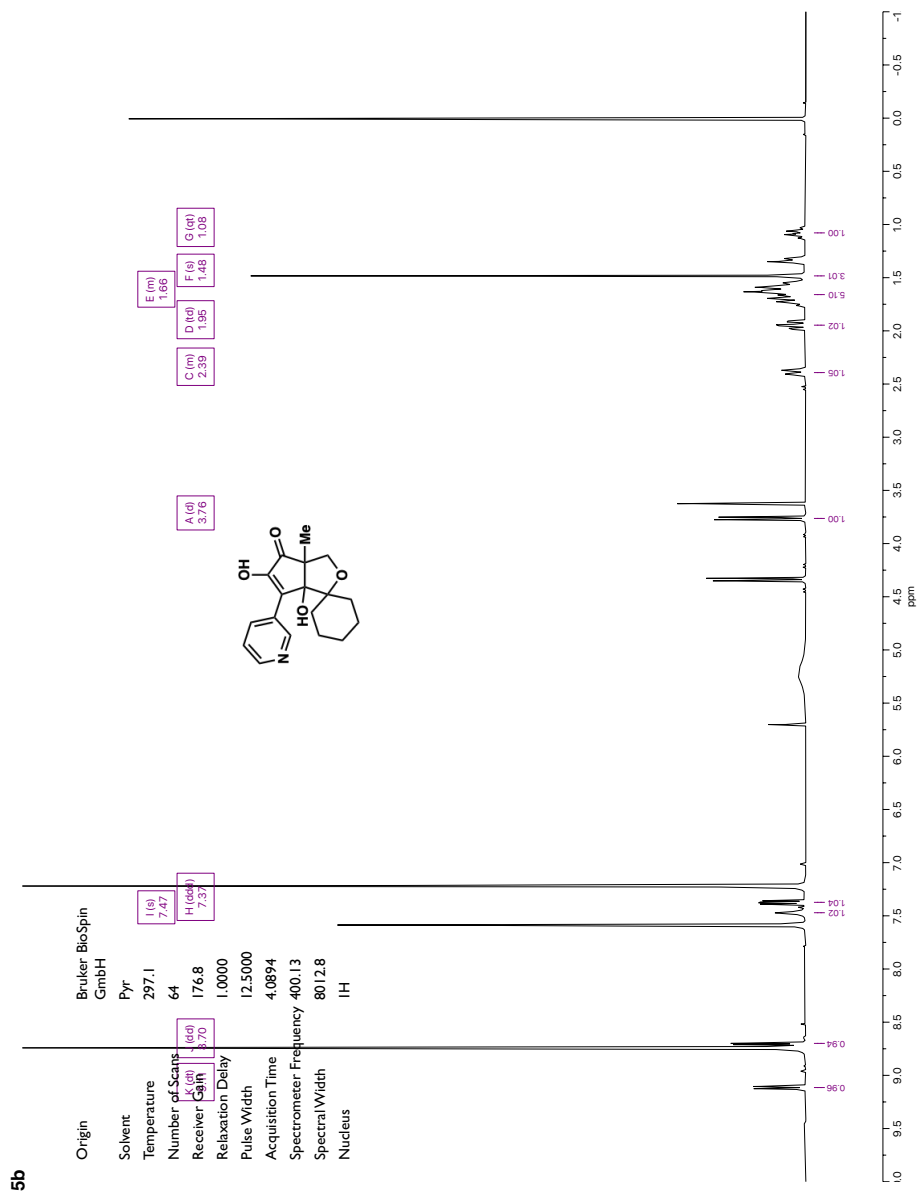 5b
Origin Bruker BioSpin
GmbH
Solvent Pyr
Temperature 297.1
Number of Scans 64
Receiver Gain 176.8
Relaxation Delay 1.0000
Pulse Width 12.5000
Acquisition Time 4.0894
Spectrometer Frequency 400.13
Spectral Width 8012.8
Nucleus 1H
E (m)
1.66
I (s)
7.47
K (dt)
J (dd)
8.70
H (ddd)
7.37
A (d)
3.76
C (m)
2.39
D (td)
1.95
F (s)
1.48
G (qt)
1.08
OH
O
Me
HO
O
N
0.96
0.94
1.02
1.04
1.00
1.05
1.02
5.10
3.01
1.00
9.5 9.0 8.5 8.0 7.5 7.0 6.5 6.0 5.5 5.0 4.5 4.0 3.5 3.0 2.5 2.0 1.5 1.0 0.5 0.0 -0.5 -1
ppm